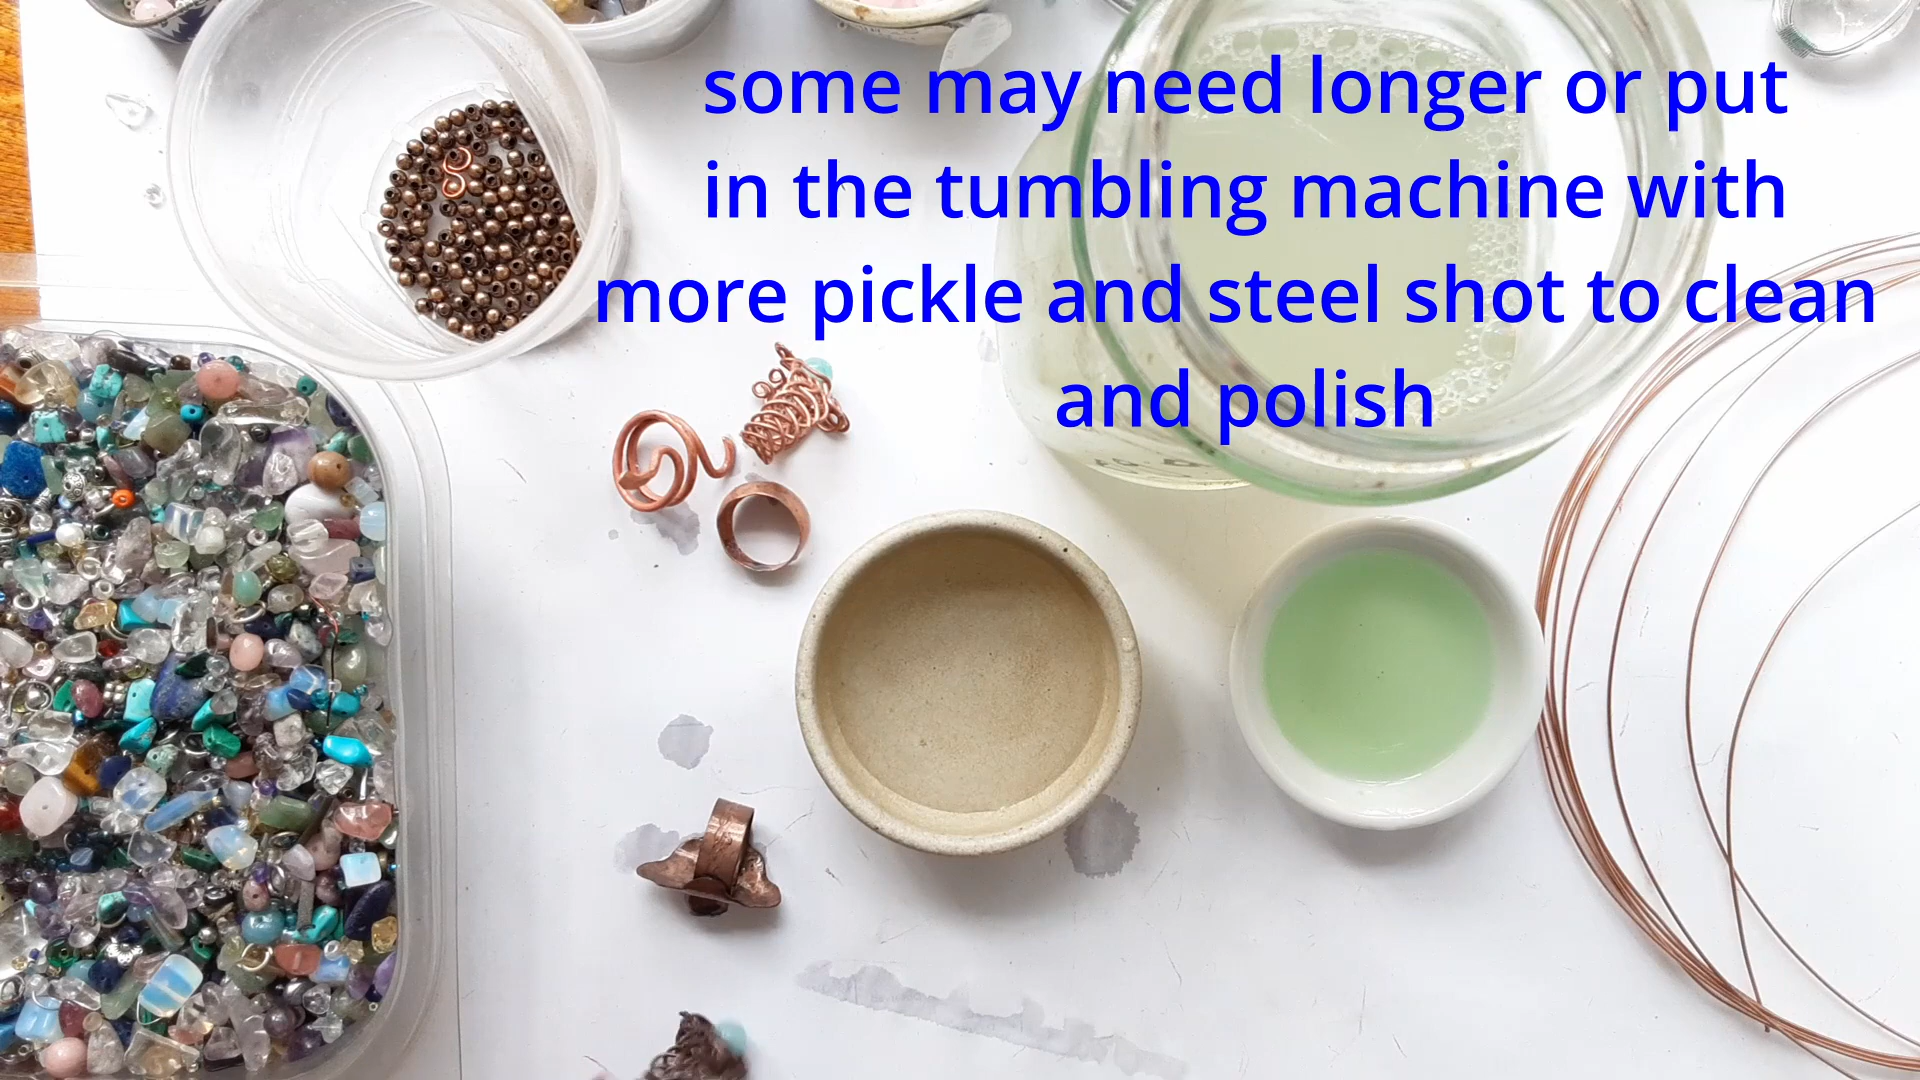 some may need longer or put
in the tumbling machine with
more pickle and steel shot to clean
and polish